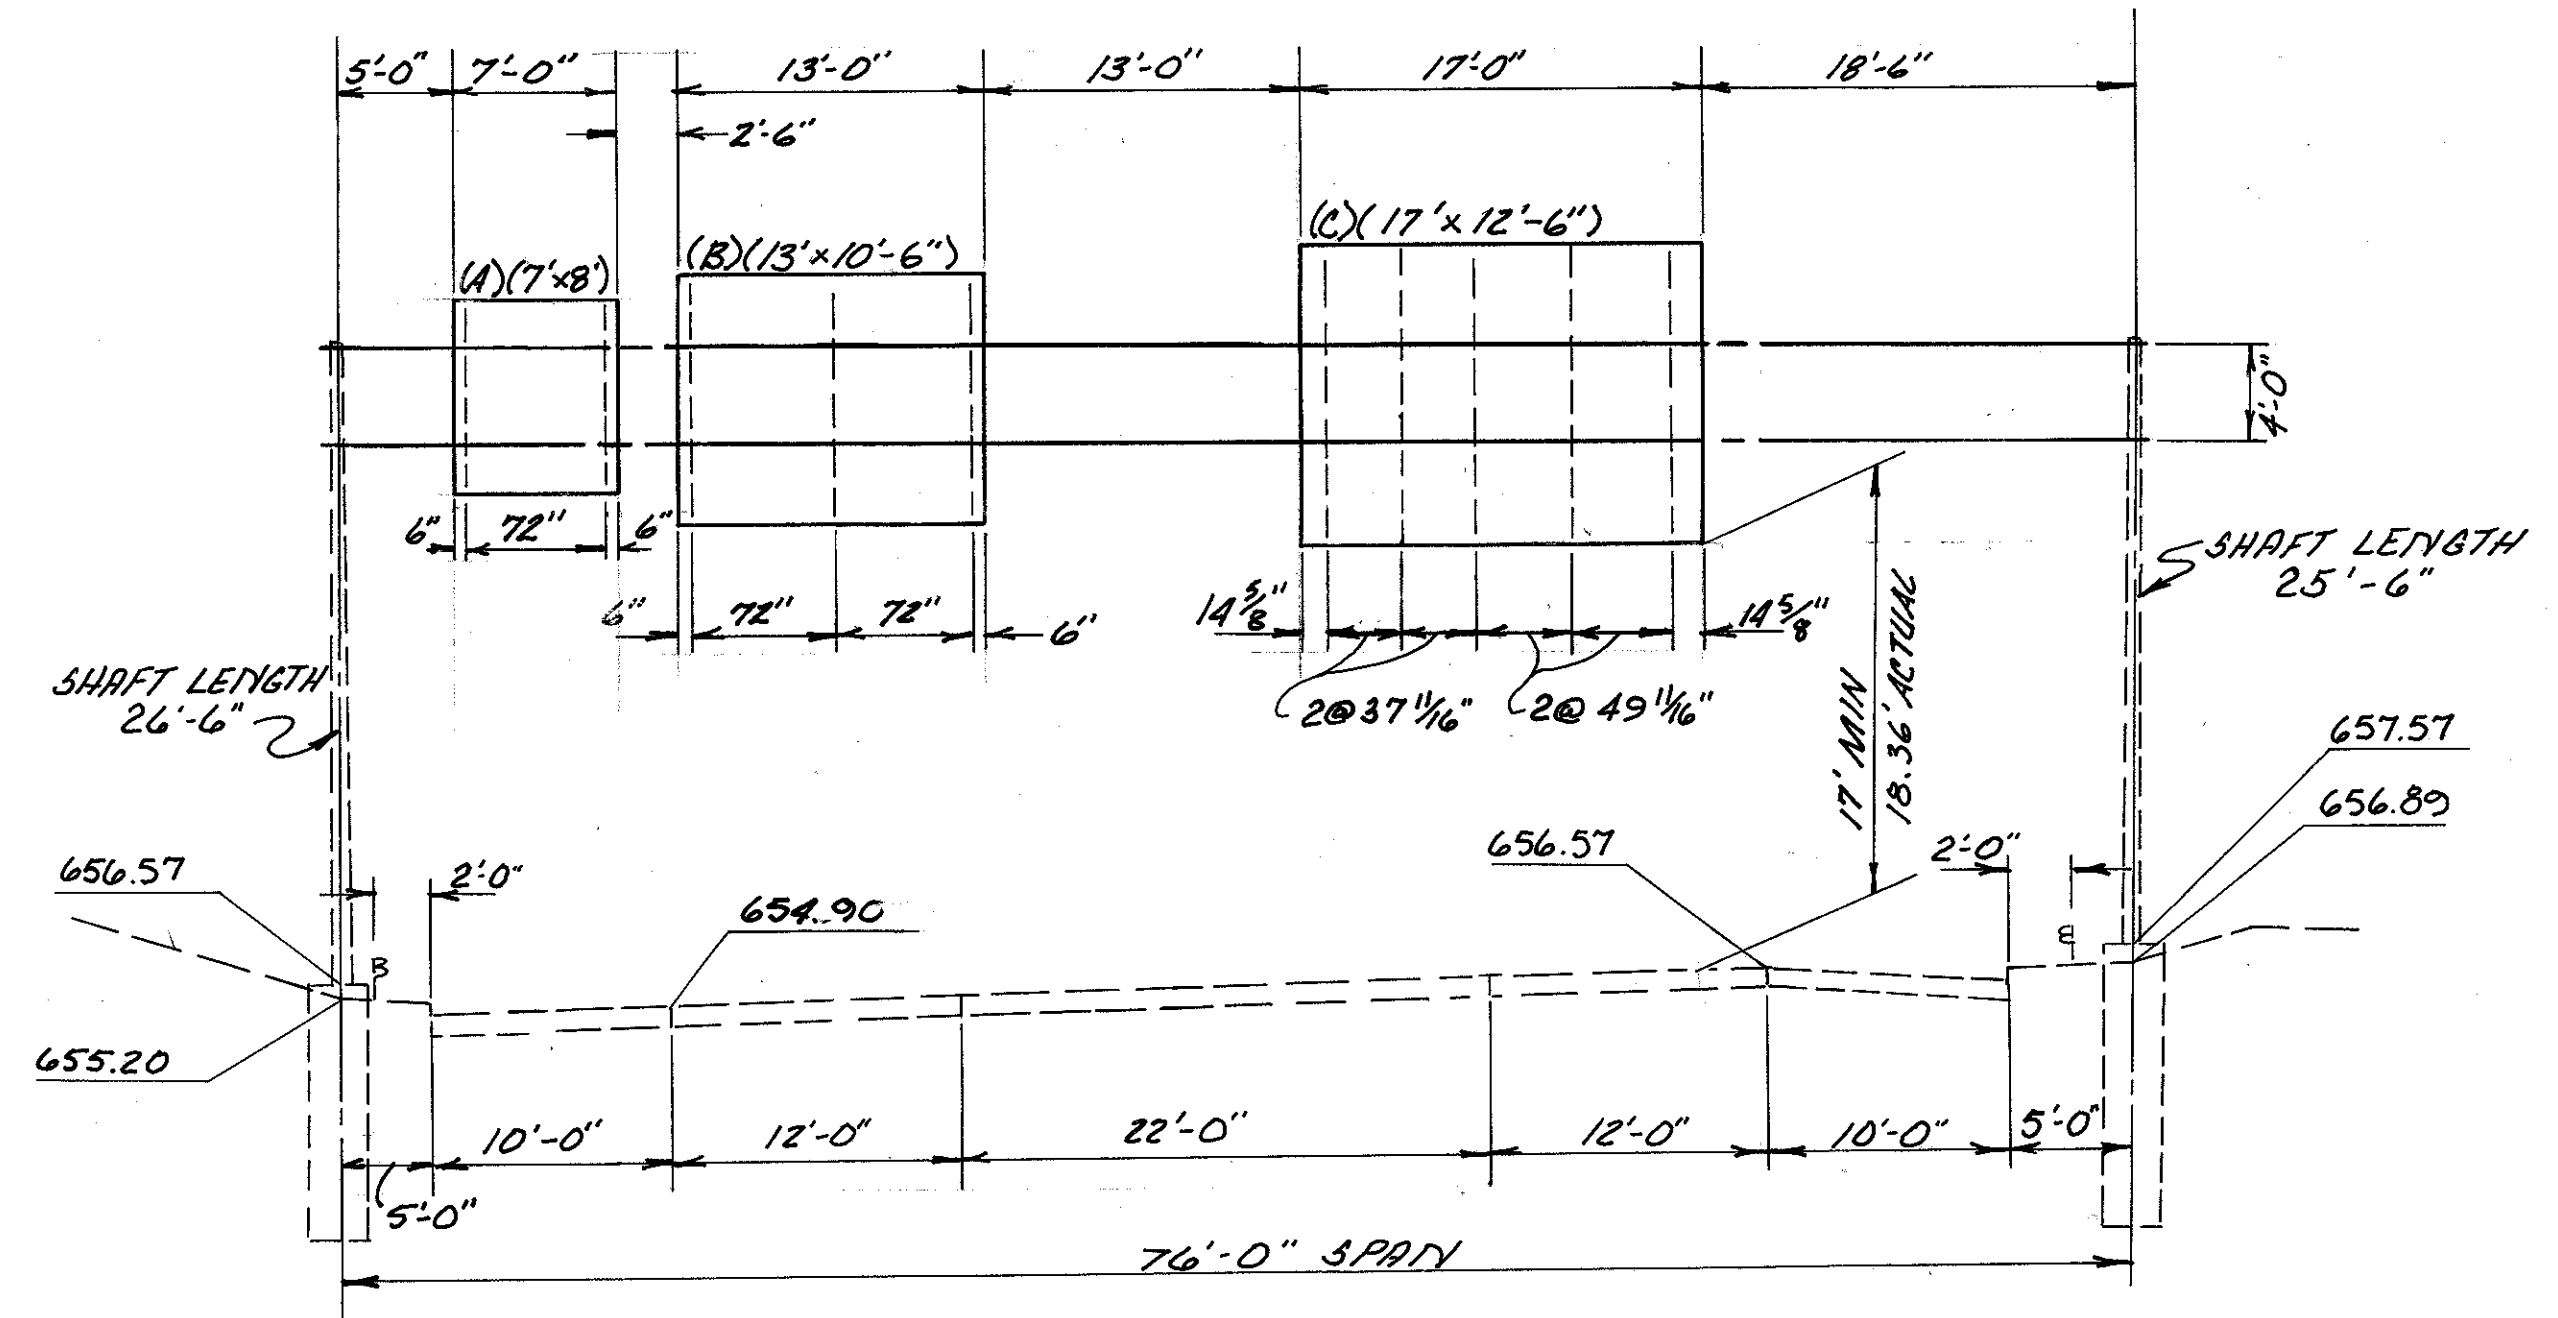 5'-0" 7'-0" 13'-0" 13'-0" 17'-0" 18'-6"
2'-6"
(A)(7'x8')
(B)(13'x10'-6")
(C)(17'x12'-6")
4'-0"
6" 72" 6"
6" 72" 72" 6"
14 5/8" 14 5/8"
2@37 11/16" 2@ 49 11/16"
17' MIN
18.36' ACTUAL
SHAFT LENGTH
25'-6"
SHAFT LENGTH
26'-6"
657.57
656.89
656.57
2'-0"
654.90
656.57
2'-0"
655.20
10'-0" 12'-0" 22'-0" 12'-0" 10'-0" 5'-0"
5'-0"
76'-0" SPAN